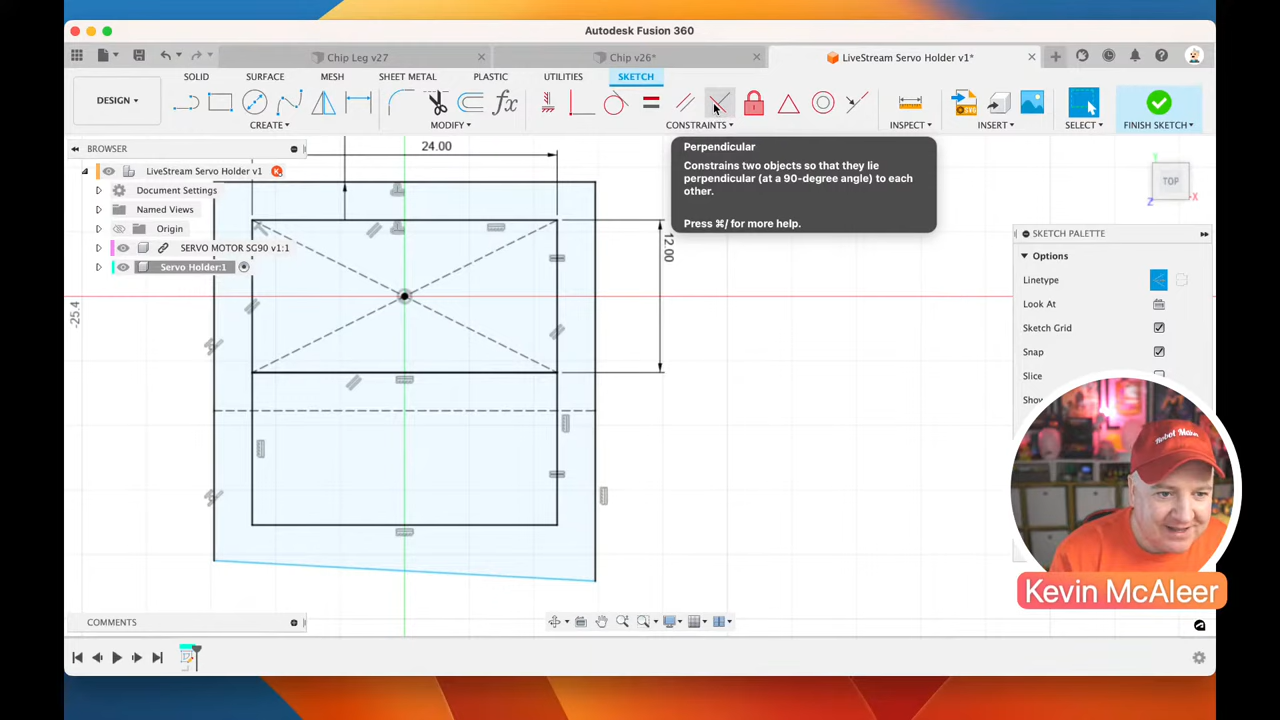 Autodesk Fusion 360
Chip Leg v27
Chip v26*
LiveStream Servo Holder v1*
SOLID
SURFACE
MESH
SHEET METAL
PLASTIC
UTILITIES
SKETCH
DESIGN
CREATE
MODIFY
CONSTRAINTS
INSPECT
INSERT
SELECT
FINISH SKETCH
BROWSER
LiveStream Servo Holder v1
K
Document Settings
Named Views
Origin
SERVO MOTOR SG90 v1:1
Servo Holder:1
24.00
12.00
-25.4
Perpendicular
Constrains two objects so that they lie
perpendicular (at a 90-degree angle) to each
other.
Press ⌘/ for more help.
TOP
Y
Z
X
SKETCH PALETTE
Options
Linetype
Look At
Sketch Grid
Snap
Slice
Robot Maker
Kevin McAleer
COMMENTS